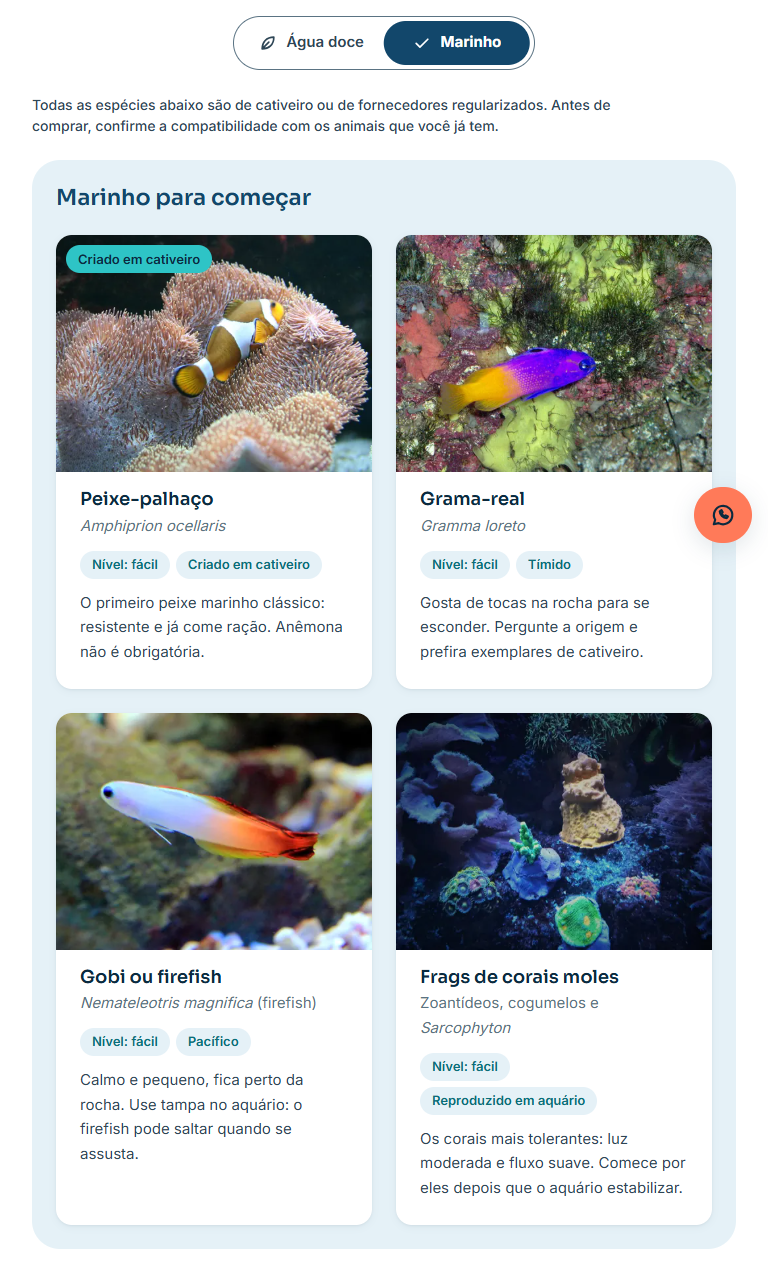 Água doce
Marinho
Todas as espécies abaixo são de cativeiro ou de fornecedores regularizados. Antes de
comprar, confirme a compatibilidade com os animais que você já tem.
Marinho para começar
Criado em cativeiro
Peixe-palhaço
Amphiprion ocellaris
Nível: fácil
Criado em cativeiro
O primeiro peixe marinho clássico:
resistente e já come ração. Anêmona
não é obrigatória.
Grama-real
Gramma loreto
Nível: fácil
Tímido
Gosta de tocas na rocha para se
esconder. Pergunte a origem e
prefira exemplares de cativeiro.
Gobi ou firefish
Nemateleotris magnifica (firefish)
Nível: fácil
Pacífico
Calmo e pequeno, fica perto da
rocha. Use tampa no aquário: o
firefish pode saltar quando se
assusta.
Frags de corais moles
Zoantídeos, cogumelos e
Sarcophyton
Nível: fácil
Reproduzido em aquário
Os corais mais tolerantes: luz
moderada e fluxo suave. Comece por
eles depois que o aquário estabilizar.